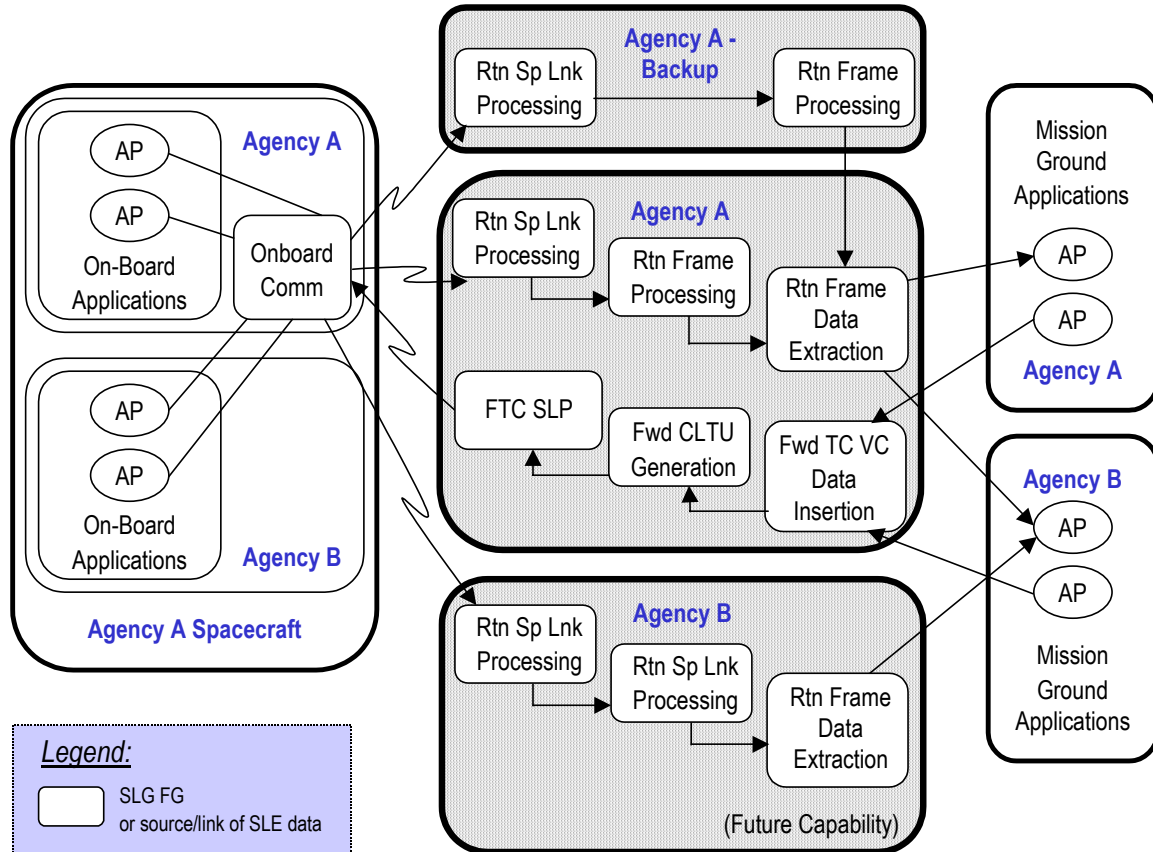 Agency A
AP
AP
On-Board
Applications
Onboard
Comm
AP
AP
On-Board
Applications
Agency B
Agency A Spacecraft
Agency A -
Backup
Rtn Sp Lnk
Processing
Rtn Frame
Processing
Agency A
Rtn Sp Lnk
Processing
Rtn Frame
Processing
Rtn Frame
Data
Extraction
FTC SLP
Fwd CLTU
Generation
Fwd TC VC
Data
Insertion
Agency B
Rtn Sp Lnk
Processing
Rtn Sp Lnk
Processing
Rtn Frame
Data
Extraction
(Future Capability)
Mission
Ground
Applications
AP
AP
Agency A
Agency B
AP
AP
Mission
Ground
Applications
Legend:
SLG FG
or source/link of SLE data